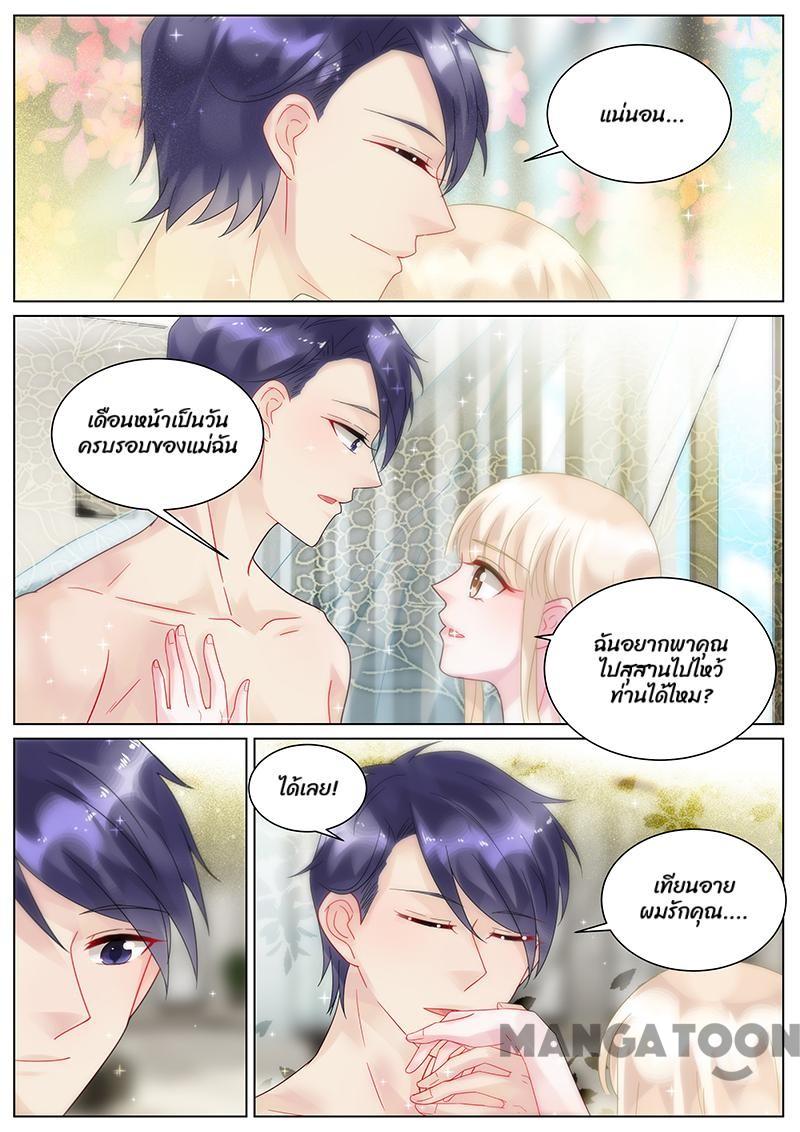 แน่นอน...
เดือนหน้าเป็นวัน
ครบรอบของแม่ฉัน
ฉันอยากพาคุณ
ไปสุสานไปไหว้
ท่านได้ไหม?
ได้เลย!
เทียนอาย
ผมรักคุณ....
MANGATOON